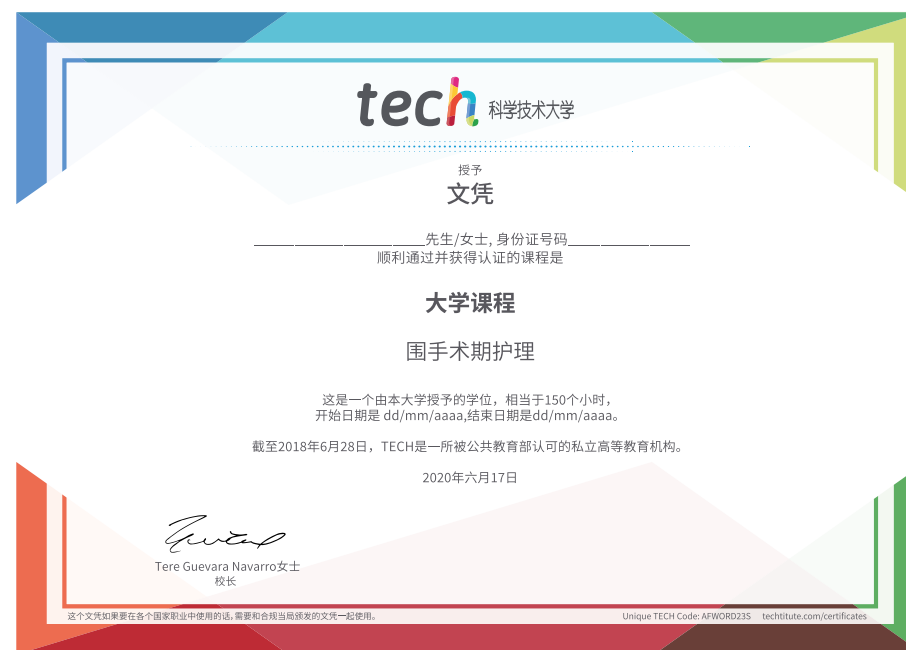 tech 科学技术大学
授予
文凭
____________________先生/女士, 身份证号码______________
顺利通过并获得认证的课程是
大学课程
围手术期护理
这是一个由本大学授予的学位，相当于150个小时，
开始日期是 dd/mm/aaaa,结束日期是dd/mm/aaaa。
截至2018年6月28日，TECH是一所被公共教育部认可的私立高等教育机构。
2020年六月17日
Tere Guevara Navarro女士
校长
这个文凭如果要在各个国家职业中使用的话,需要和合规当局颁发的文凭一起使用。
Unique TECH Code: AFWORD23S techtitute.com/certificates